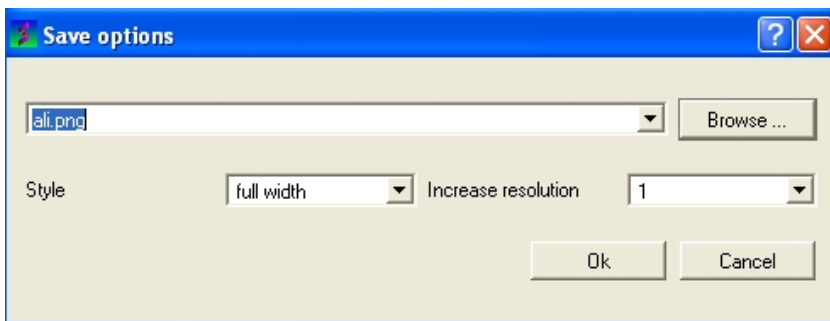 Save options
ali.png
Browse ...
Style full width Increase resolution 1
Ok Cancel